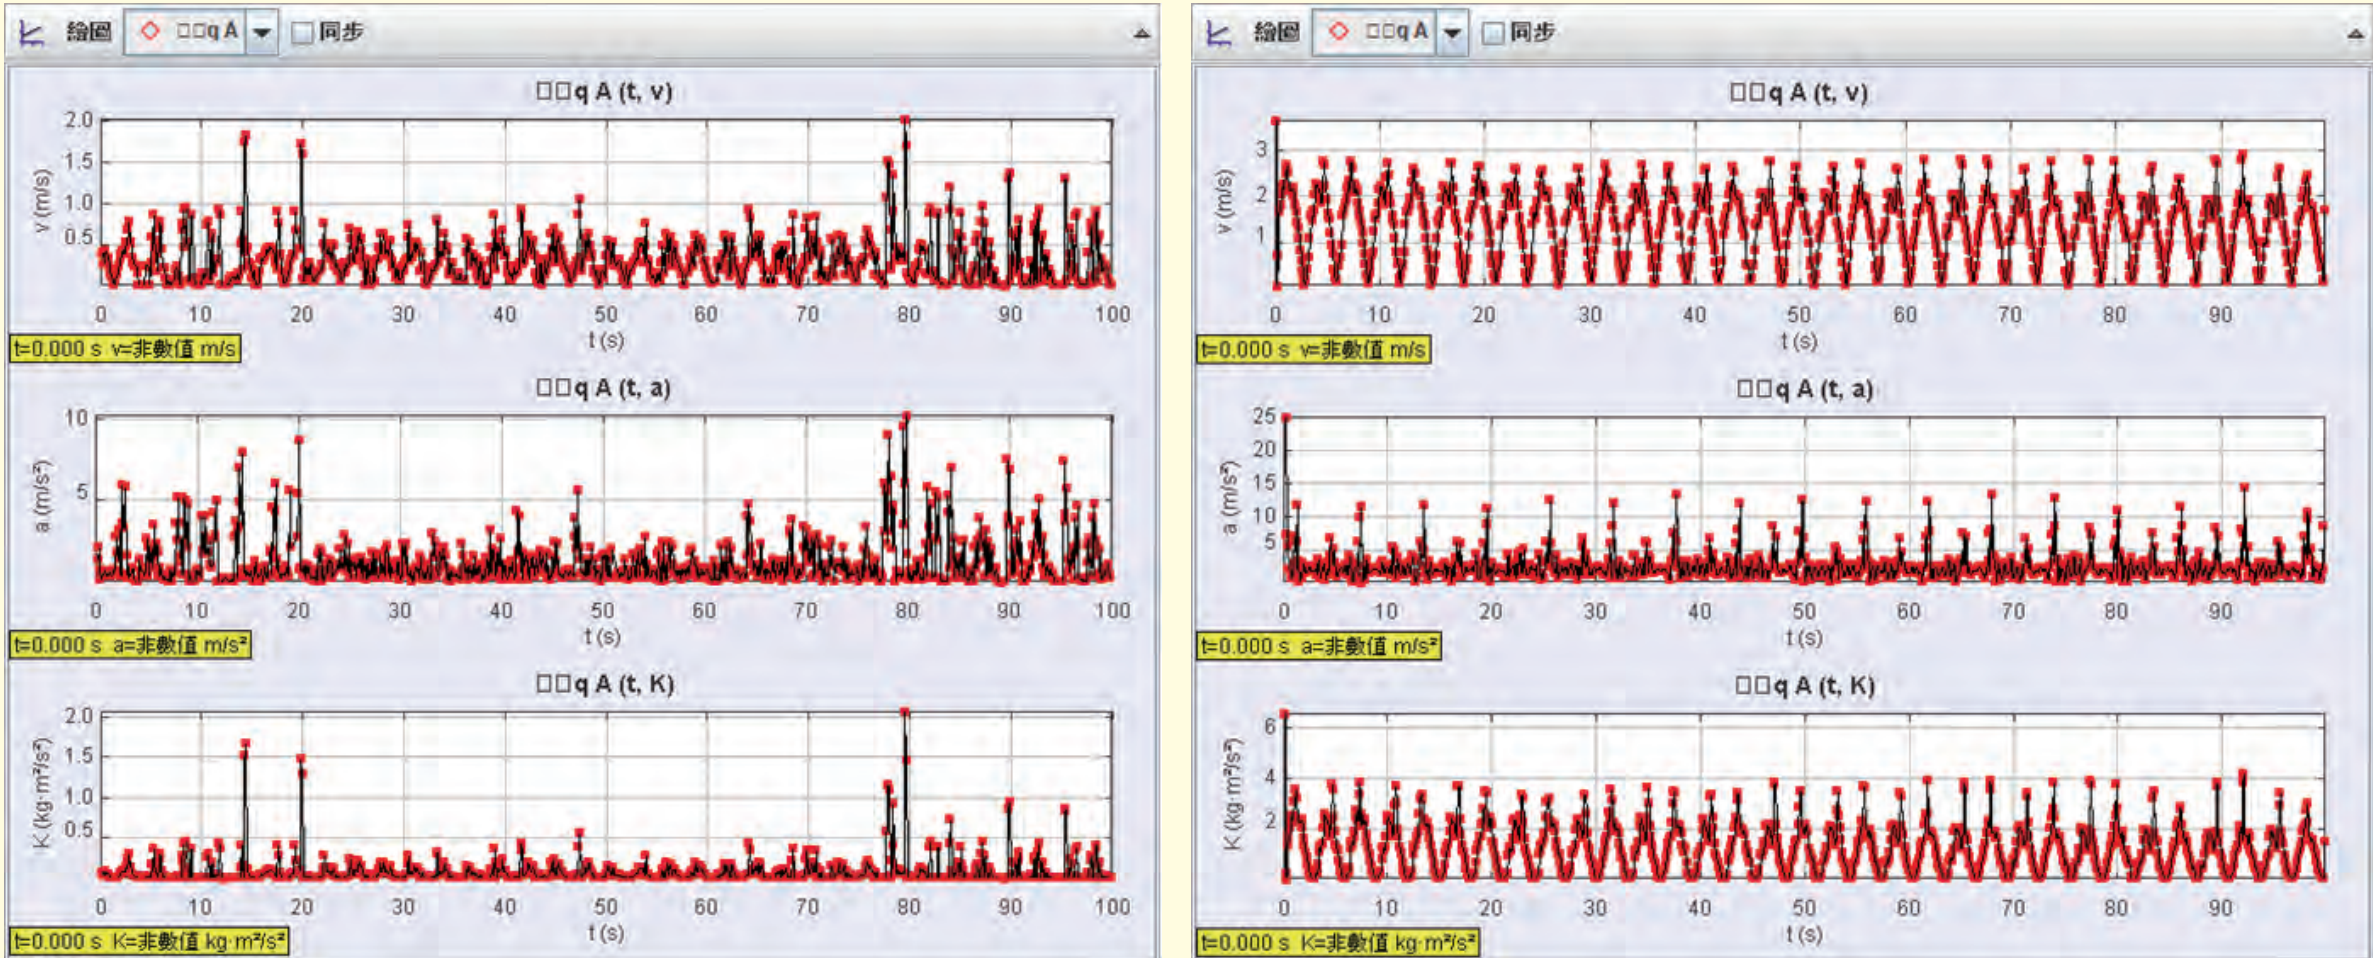 繪圖 □□q A 同步
□□q A (t, v)
2.0
1.5
1.0
0.5
v (m/s)
0 10 20 30 40 50 60 70 80 90 100
t (s)
t=0.000 s v=非數值 m/s
□□q A (t, a)
10
5
a (m/s²)
0 10 20 30 40 50 60 70 80 90 100
t (s)
t=0.000 s a=非數值 m/s²
□□q A (t, K)
2.0
1.5
1.0
0.5
K (kg·m²/s²)
0 10 20 30 40 50 60 70 80 90 100
t (s)
t=0.000 s K=非數值 kg·m²/s²
繪圖 □□q A 同步
□□q A (t, v)
3
2
1
v (m/s)
0 10 20 30 40 50 60 70 80 90
t (s)
t=0.000 s v=非數值 m/s
□□q A (t, a)
25
20
15
10
5
a (m/s²)
0 10 20 30 40 50 60 70 80 90
t (s)
t=0.000 s a=非數值 m/s²
□□q A (t, K)
6
4
2
K (kg·m²/s²)
0 10 20 30 40 50 60 70 80 90
t (s)
t=0.000 s K=非數值 kg·m²/s²